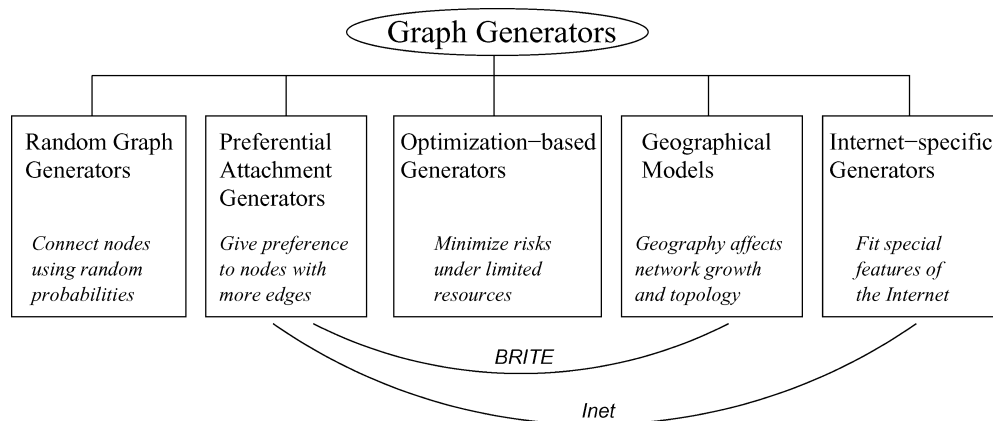 Graph Generators
Random Graph
Generators
Connect nodes
using random
probabilities
Preferential
Attachment
Generators
Give preference
to nodes with
more edges
Optimization−based
Generators
Minimize risks
under limited
resources
Geographical
Models
Geography affects
network growth
and topology
Internet−specific
Generators
Fit special
features of
the Internet
BRITE
Inet